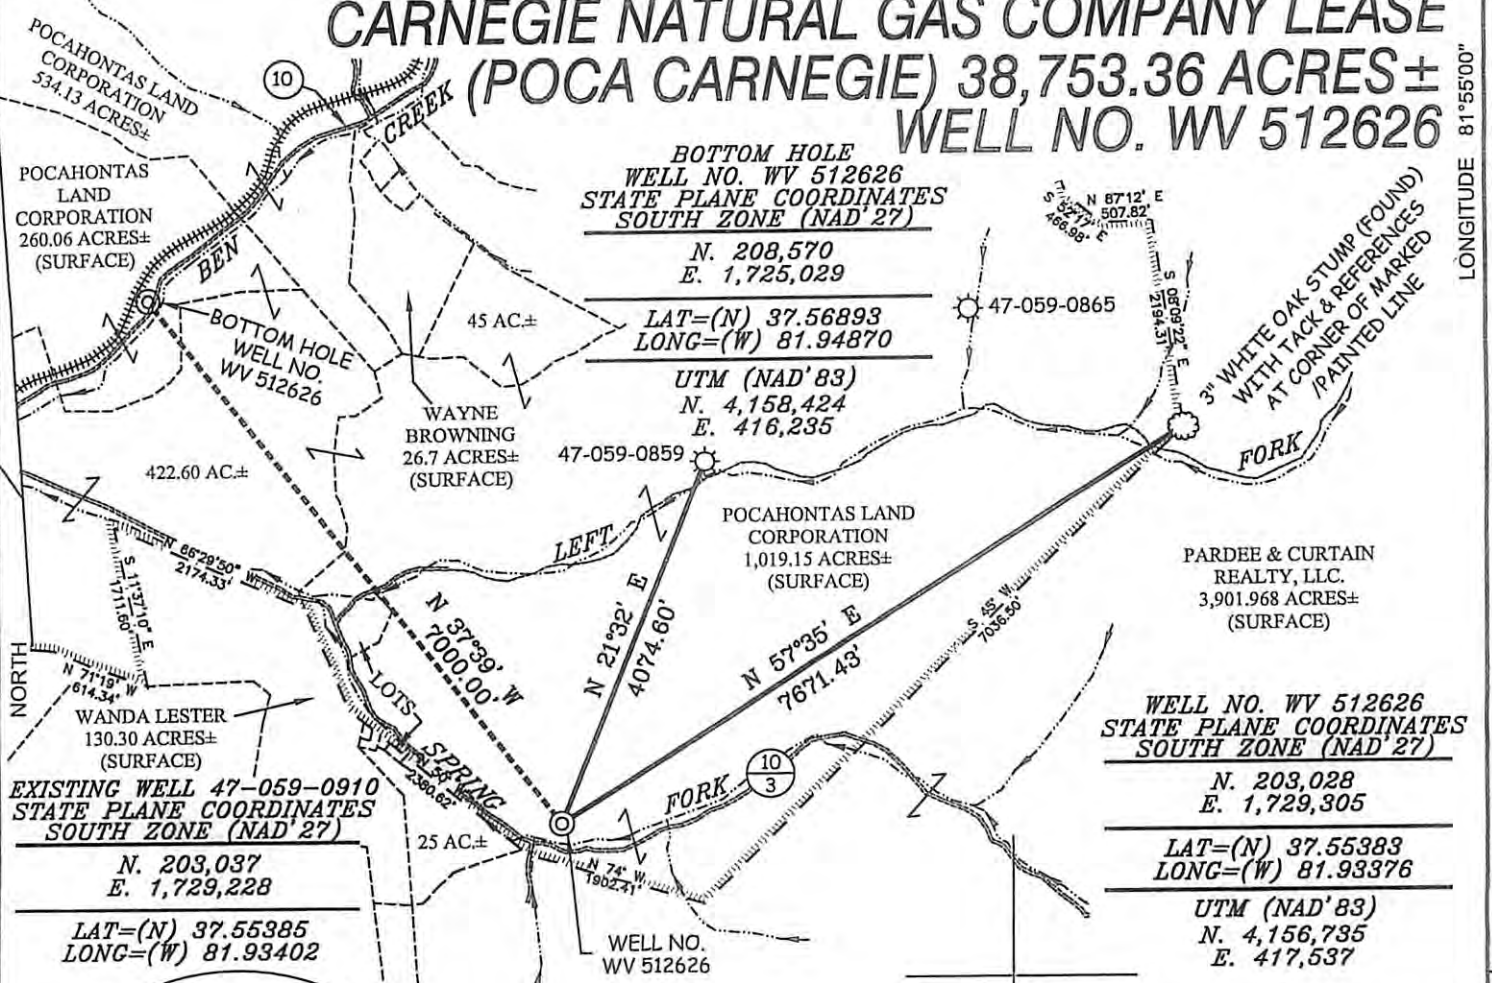 CARNEGIE NATURAL GAS COMPANY LEASE
(POCA CARNEGIE) 38,753.36 ACRES±
WELL NO. WV 512626
LONGITUDE 81°55'00"
POCAHONTAS LAND
CORPORATION
534.13 ACRES±
10
CREEK
BEN
POCAHONTAS
LAND
CORPORATION
260.06 ACRES±
(SURFACE)
BOTTOM HOLE
WELL NO. WV 512626
STATE PLANE COORDINATES
SOUTH ZONE (NAD'27)
N. 208,570
E. 1,725,029
LAT=(N) 37.56893
LONG=(W) 81.94870
UTM (NAD'83)
N. 4,158,424
E. 416,235
N 87°12' E
507.82'
466.98'
S 08°09'22" E
2194.31'
3" WHITE OAK STUMP (FOUND)
WITH TACK & REFERENCES
AT CORNER OF MARKED
/PAINTED LINE
47-059-0865
BOTTOM HOLE
WELL NO.
WV 512626
45 AC.±
WAYNE
BROWNING
26.7 ACRES±
(SURFACE)
47-059-0859
422.60 AC.±
LEFT
FORK
POCAHONTAS LAND
CORPORATION
1,019.15 ACRES±
(SURFACE)
PARDEE & CURTAIN
REALTY, LLC.
3,901.968 ACRES±
(SURFACE)
N 86°29'50" W
2174.33'
S 11°37'10" E
1711.60'
N 37°39' W
7000.00'
N 21°32' E
4074.60'
N 57°35' E
7671.43'
S 45° W
7036.50'
NORTH
N 71°19' W
614.34'
WANDA LESTER
130.30 ACRES±
(SURFACE)
LOTS
SPRING
2360.62'
FORK
10
3
25 AC.±
N 74° W
1902.41'
WELL NO.
WV 512626
EXISTING WELL 47-059-0910
STATE PLANE COORDINATES
SOUTH ZONE (NAD'27)
N. 203,037
E. 1,729,228
LAT=(N) 37.55385
LONG=(W) 81.93402
WELL NO. WV 512626
STATE PLANE COORDINATES
SOUTH ZONE (NAD'27)
N. 203,028
E. 1,729,305
LAT=(N) 37.55383
LONG=(W) 81.93376
UTM (NAD'83)
N. 4,156,735
E. 417,537